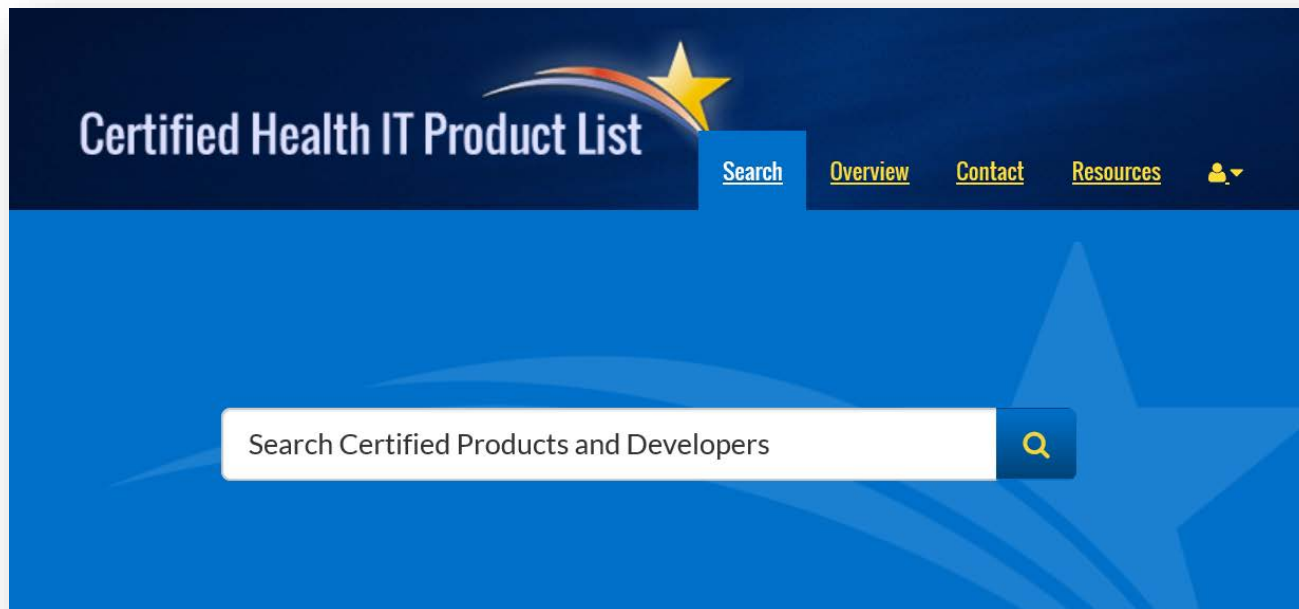 Certified Health IT Product List
Search Overview Contact Resources
Search Certified Products and Developers